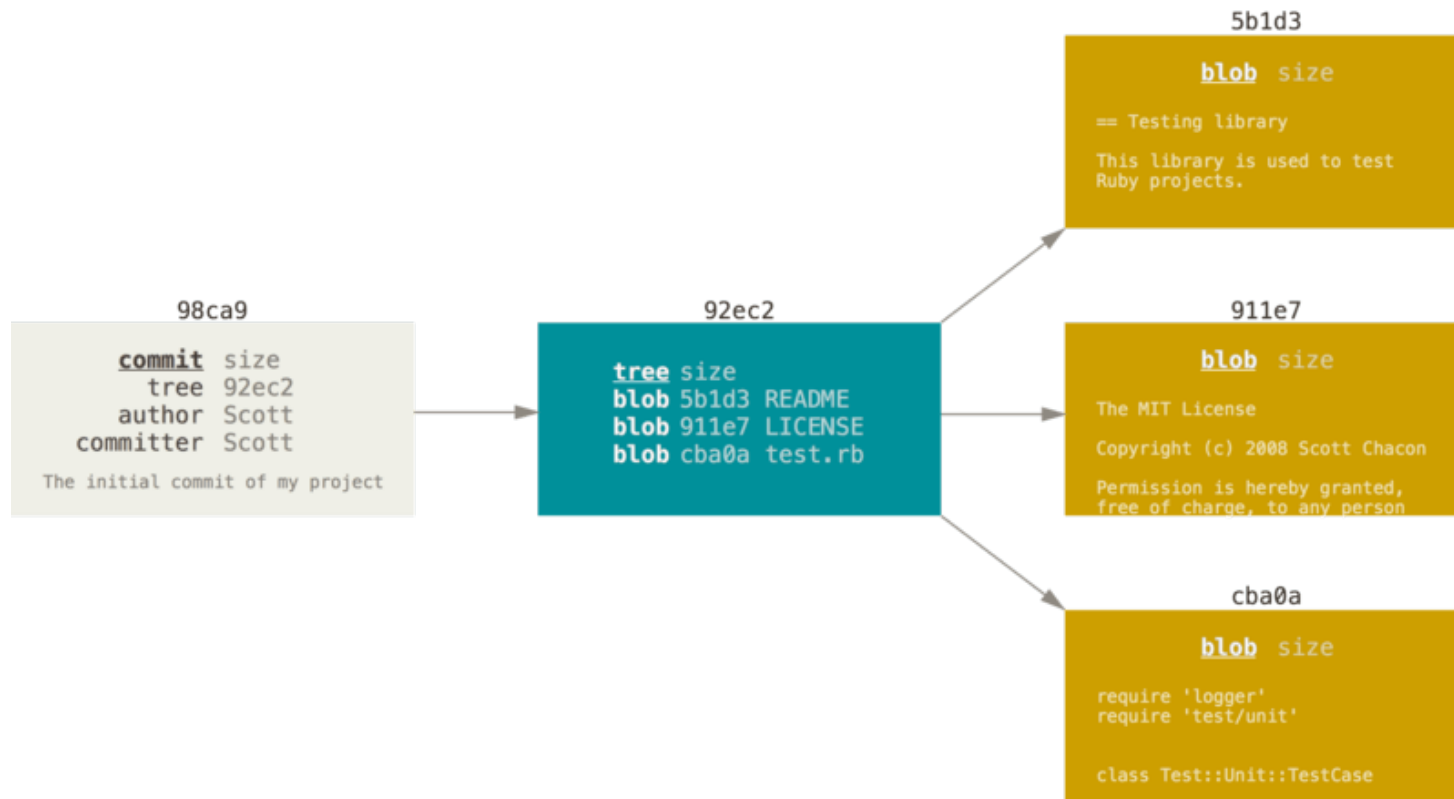 98ca9
commit size
tree 92ec2
author Scott
committer Scott
The initial commit of my project
92ec2
tree size
blob 5b1d3 README
blob 911e7 LICENSE
blob cba0a test.rb
5b1d3
blob size
== Testing library
This library is used to test
Ruby projects.
911e7
blob size
The MIT License
Copyright (c) 2008 Scott Chacon
Permission is hereby granted,
free of charge, to any person
cba0a
blob size
require 'logger'
require 'test/unit'
class Test::Unit::TestCase